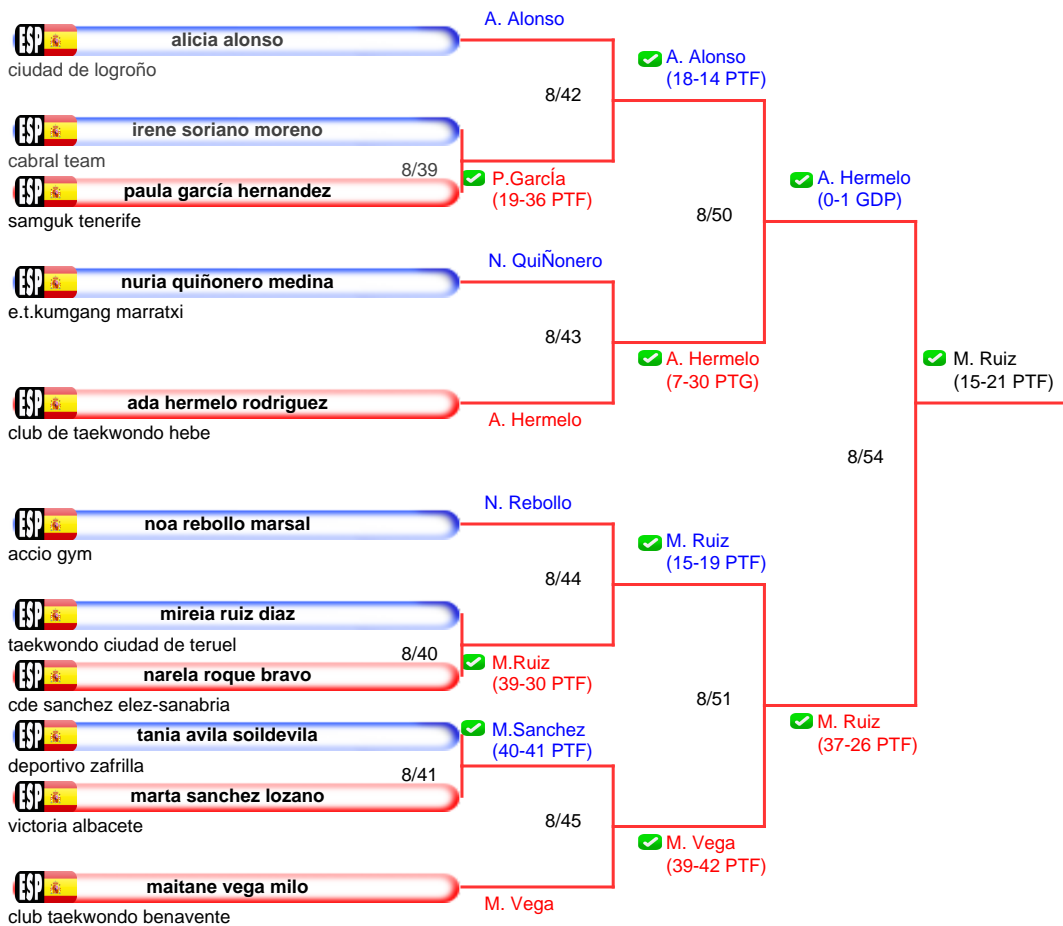 A. Alonso
ESP alicia alonso
ciudad de logroño
A. Alonso
(18-14 PTF)
8/42
ESP irene soriano moreno
cabral team
8/39
P.GarcÍa
(19-36 PTF)
ESP paula garcía hernandez
samguk tenerife
A. Hermelo
(0-1 GDP)
8/50
N. QuiÑonero
ESP nuria quiñonero medina
e.t.kumgang marratxi
8/43
A. Hermelo
(7-30 PTG)
M. Ruiz
(15-21 PTF)
ESP ada hermelo rodriguez
club de taekwondo hebe
A. Hermelo
8/54
N. Rebollo
ESP noa rebollo marsal
accio gym
M. Ruiz
(15-19 PTF)
8/44
ESP mireia ruiz diaz
taekwondo ciudad de teruel
8/40
M.Ruiz
(39-30 PTF)
ESP narela roque bravo
cde sanchez elez-sanabria
8/51
M. Ruiz
(37-26 PTF)
ESP tania avila soildevila
deportivo zafrilla
M.Sanchez
(40-41 PTF)
8/41
ESP marta sanchez lozano
victoria albacete
8/45
M. Vega
(39-42 PTF)
ESP maitane vega milo
club taekwondo benavente
M. Vega